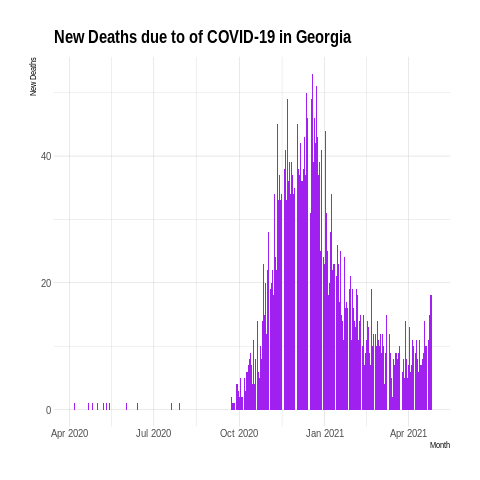 New Deaths due to of COVID-19 in Georgia
New Deaths
40
20
0
Apr 2020 Jul 2020 Oct 2020 Jan 2021 Apr 2021
Month